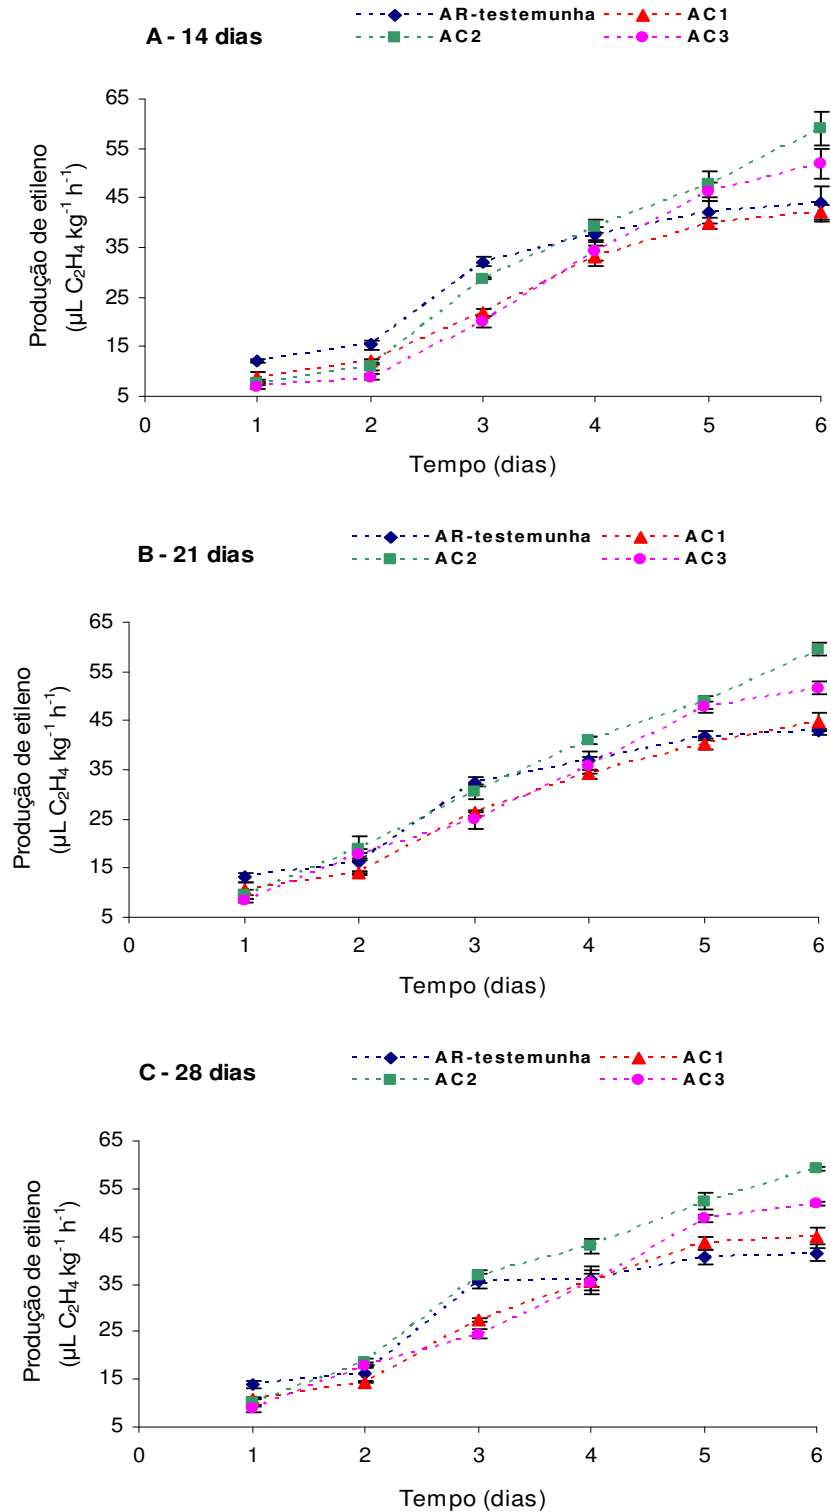 A - 14 dias
AR-testemunha
AC1
AC2
AC3
Produção de etileno
(µL C₂H₄ kg⁻¹ h⁻¹)
65
55
45
35
25
15
5
0 1 2 3 4 5 6
Tempo (dias)
B - 21 dias
AR-testemunha
AC1
AC2
AC3
Produção de etileno
(µL C₂H₄ kg⁻¹ h⁻¹)
65
55
45
35
25
15
5
0 1 2 3 4 5 6
Tempo (dias)
C - 28 dias
AR-testemunha
AC1
AC2
AC3
Produção de etileno
(µL C₂H₄ kg⁻¹ h⁻¹)
65
55
45
35
25
15
5
0 1 2 3 4 5 6
Tempo (dias)